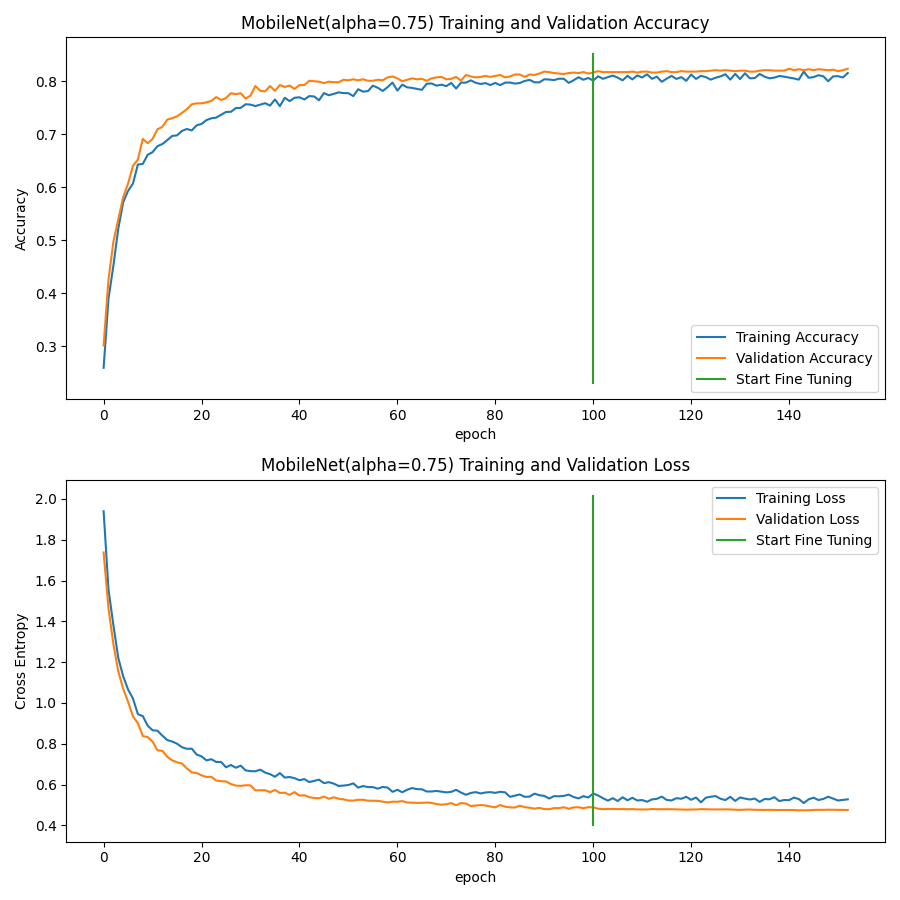 MobileNet(alpha=0.75) Training and Validation Accuracy
Accuracy
0.8
0.7
0.6
0.5
0.4
0.3
Training Accuracy
Validation Accuracy
Start Fine Tuning
0 20 40 60 80 100 120 140
epoch
MobileNet(alpha=0.75) Training and Validation Loss
Cross Entropy
2.0
1.8
1.6
1.4
1.2
1.0
0.8
0.6
0.4
Training Loss
Validation Loss
Start Fine Tuning
0 20 40 60 80 100 120 140
epoch